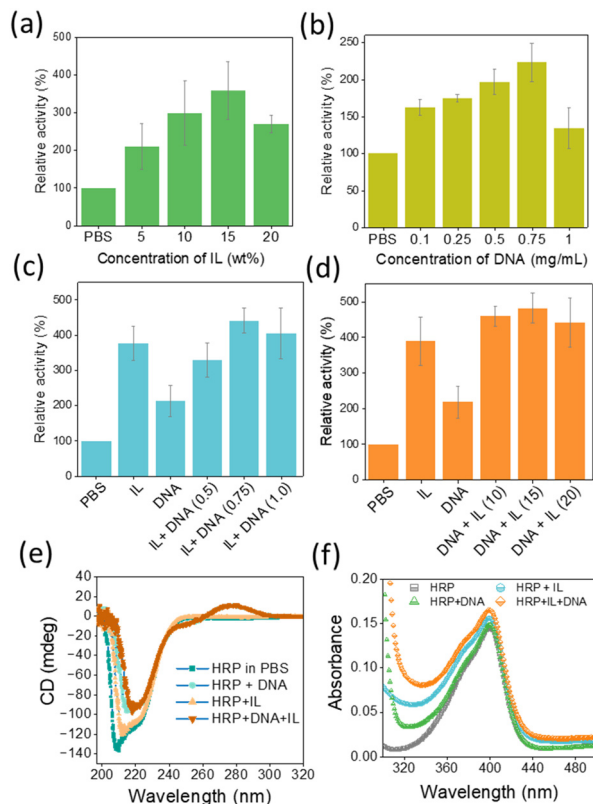 (a)
500
400
300
200
100
0
Relative activity (%)
PBS 5 10 15 20
Concentration of IL (wt%)
(b)
250
200
150
100
50
0
Relative activity (%)
PBS 0.1 0.25 0.5 0.75 1
Concentration of DNA (mg/mL)
(c)
400
300
200
100
0
Relative activity (%)
PBS
IL
DNA
IL+ DNA (0.5)
IL+ DNA (0.75)
IL+ DNA (1.0)
(d)
500
400
300
200
100
0
Relative activity (%)
PBS
IL
DNA
DNA + IL (10)
DNA + IL (15)
DNA + IL (20)
(e)
40
20
0
−20
−40
−60
−80
−100
−120
−140
CD (mdeg)
HRP in PBS
HRP + DNA
HRP+IL
HRP+DNA+IL
200 220 240 260 280 300 320
Wavelength (nm)
(f)
0.20
0.15
0.10
0.05
0.00
Absorbance
HRP HRP + IL
HRP+DNA HRP+IL+DNA
320 360 400 440 480
Wavelength (nm)